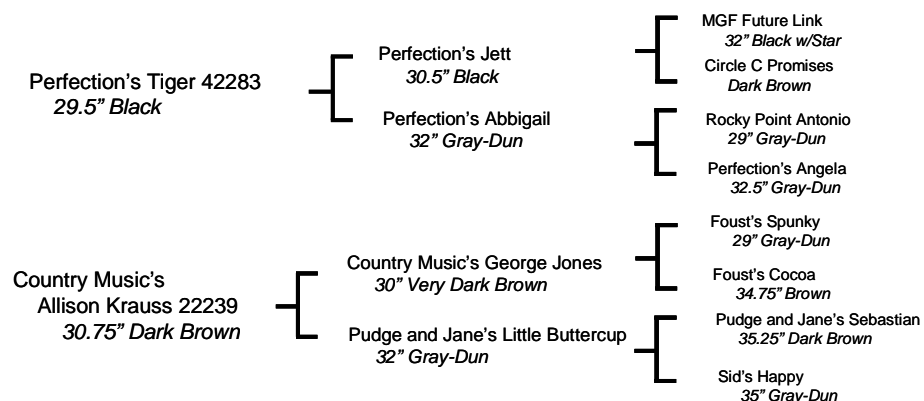 MGF Future Link
32” Black w/Star
Perfection’s Jett
30.5” Black
Circle C Promises
Dark Brown
Perfection’s Tiger 42283
29.5” Black
Perfection’s Abbigail
32” Gray-Dun
Rocky Point Antonio
29” Gray-Dun
Perfection’s Angela
32.5” Gray-Dun
Foust’s Spunky
29” Gray-Dun
Country Music’s George Jones
30” Very Dark Brown
Foust’s Cocoa
34.75” Brown
Country Music’s
Allison Krauss 22239
30.75” Dark Brown
Pudge and Jane’s Little Buttercup
32” Gray-Dun
Pudge and Jane’s Sebastian
35.25” Dark Brown
Sid’s Happy
35” Gray-Dun